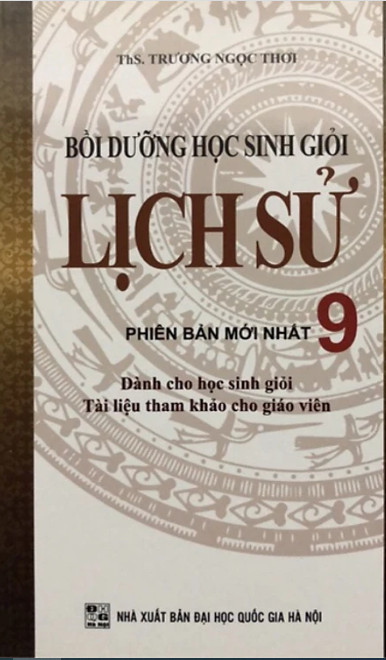 ThS. TRƯƠNG NGỌC THƠI
BỒI DƯỠNG HỌC SINH GIỎI
LỊCH SỬ
PHIÊN BẢN MỚI NHẤT 9
Dành cho học sinh giỏi
Tài liệu tham khảo cho giáo viên
NHÀ XUẤT BẢN ĐẠI HỌC QUỐC GIA HÀ NỘI